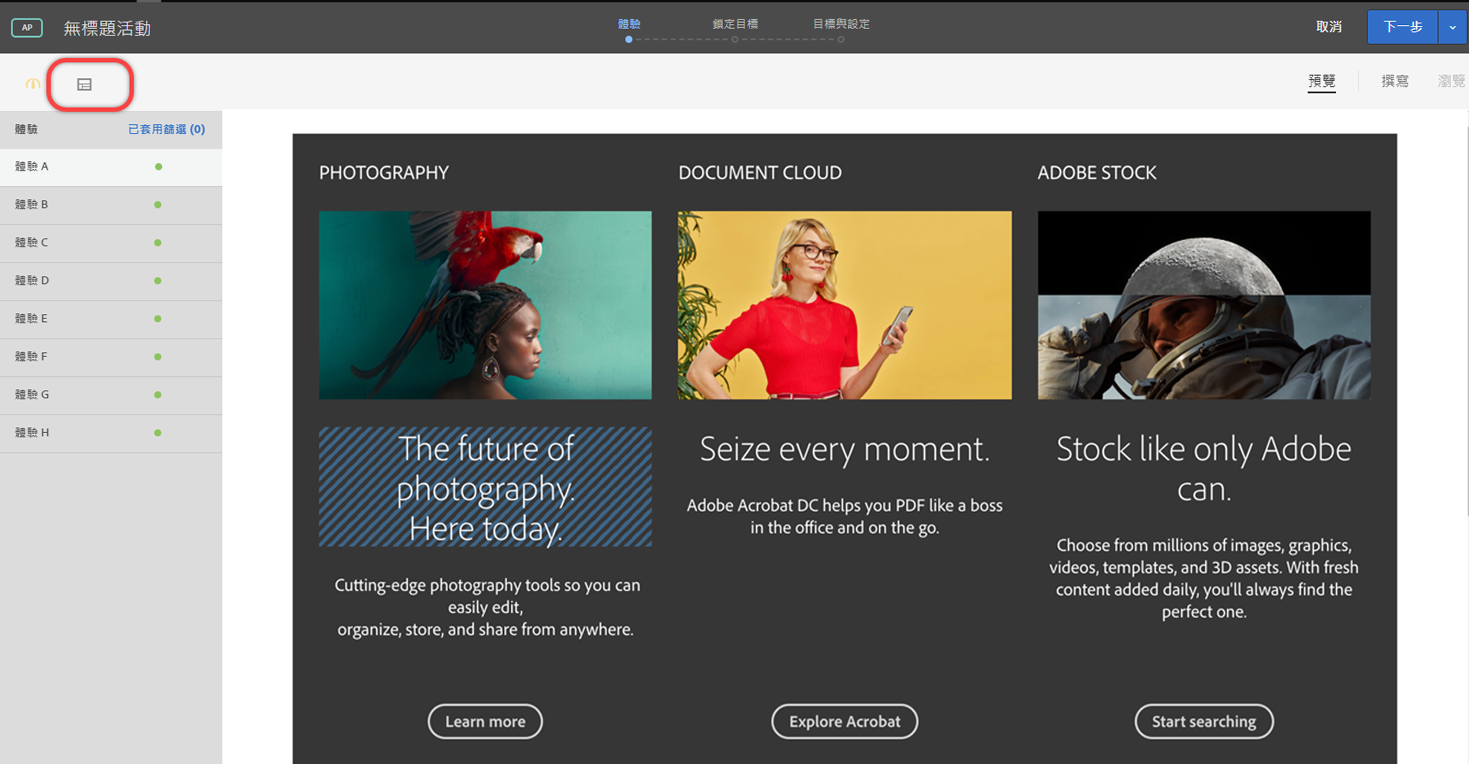 AP
無標題活動
體驗
鎖定目標
目標與設定
取消
下一步
預覽
撰寫
瀏覽
體驗
已套用篩選 (0)
體驗 A
體驗 B
體驗 C
體驗 D
體驗 E
體驗 F
體驗 G
體驗 H
PHOTOGRAPHY
The future of
photography.
Here today.
Cutting-edge photography tools so you can
easily edit,
organize, store, and share from anywhere.
Learn more
DOCUMENT CLOUD
Seize every moment.
Adobe Acrobat DC helps you PDF like a boss
in the office and on the go.
Explore Acrobat
ADOBE STOCK
Stock like only Adobe
can.
Choose from millions of images, graphics,
videos, templates, and 3D assets. With fresh
content added daily, you'll always find the
perfect one.
Start searching